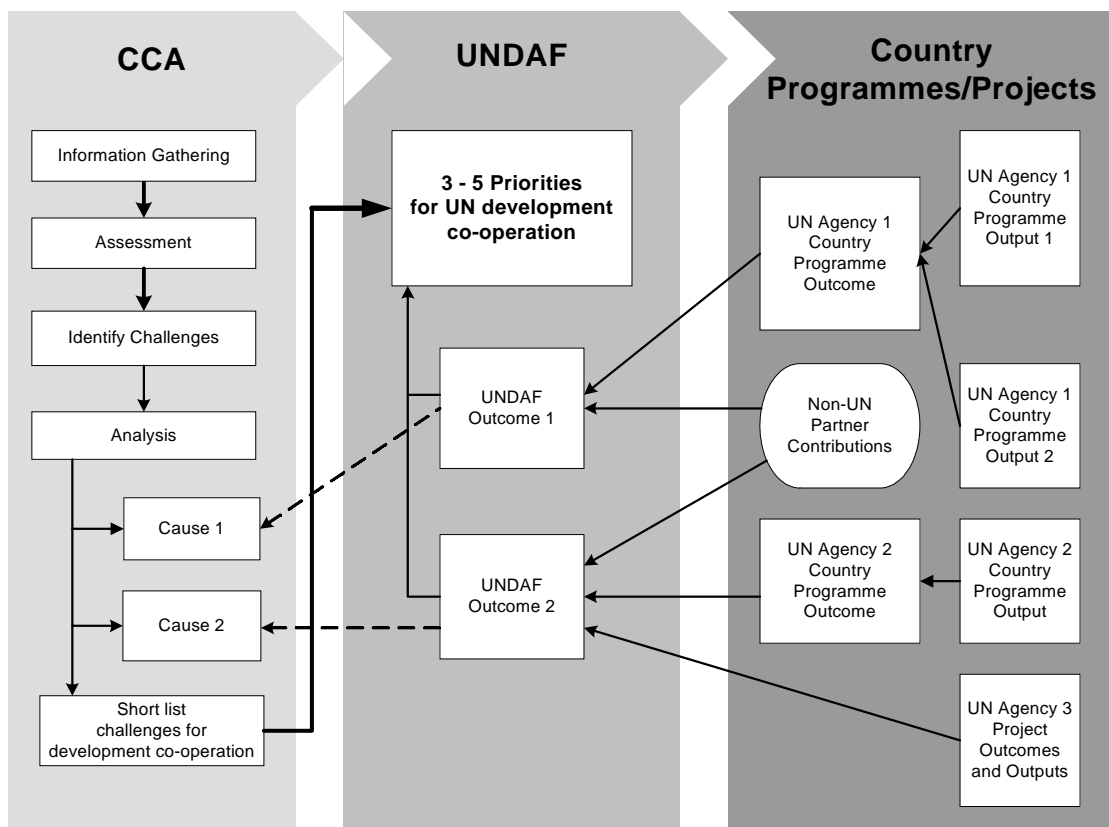 CCA
Information Gathering
Assessment
Identify Challenges
Analysis
Cause 1
Cause 2
Short list
challenges for
development co-operation
UNDAF
3 - 5 Priorities
for UN development
co-operation
UNDAF
Outcome 1
UNDAF
Outcome 2
Country
Programmes/Projects
UN Agency 1
Country
Programme
Outcome
Non-UN
Partner
Contributions
UN Agency 2
Country
Programme
Outcome
UN Agency 1
Country
Programme
Output 1
UN Agency 1
Country
Programme
Output 2
UN Agency 2
Country
Programme
Output
UN Agency 3
Project
Outcomes
and Outputs